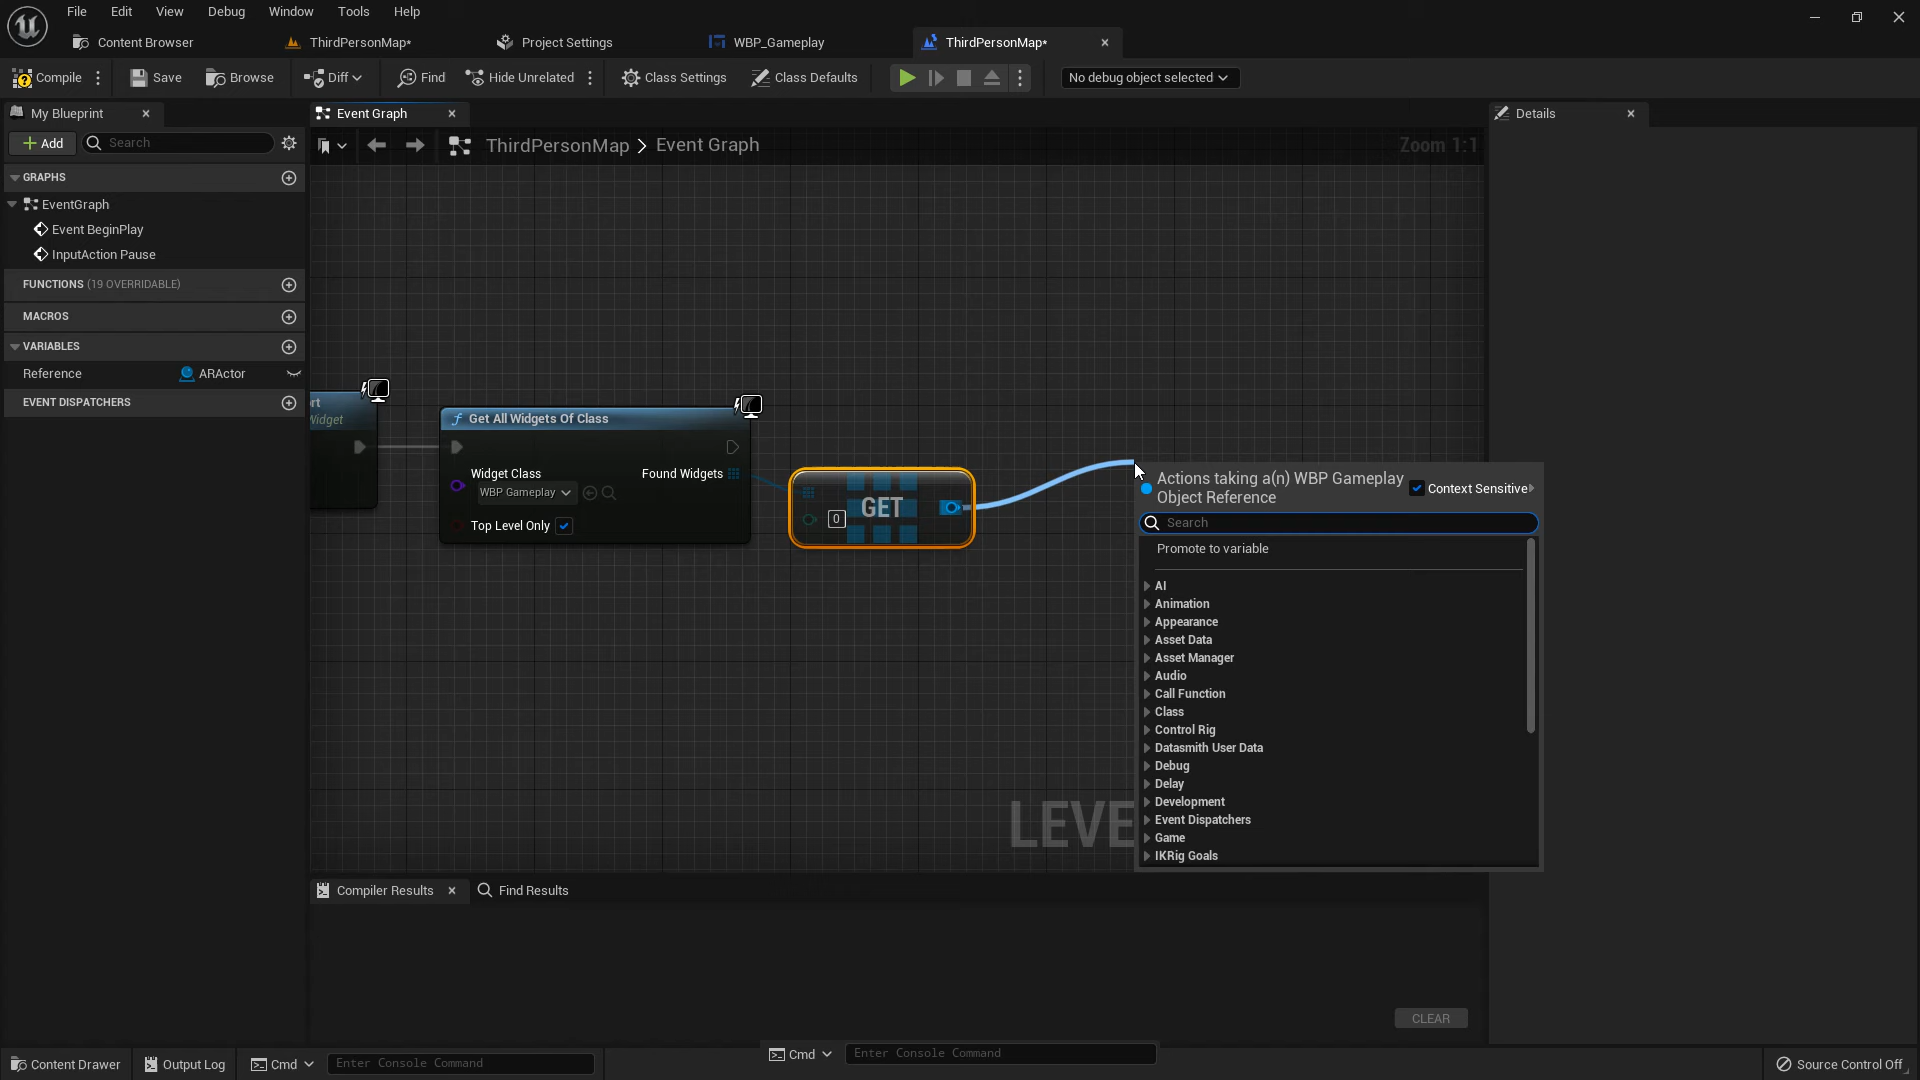 File Edit View Debug Window Tools Help
Content Browser ThirdPersonMap* Project Settings WBP_Gameplay ThirdPersonMap*
Compile Save Browse Diff Find Hide Unrelated Class Settings Class Defaults No debug object selected
My Blueprint Event Graph Details
Add Search ThirdPersonMap > Event Graph Zoom 1:1
GRAPHS
EventGraph
Event BeginPlay
InputAction Pause
FUNCTIONS (19 OVERRIDABLE)
MACROS
VARIABLES
Reference ARActor
EVENT DISPATCHERS
rt
Widget
Get All Widgets Of Class
Widget Class Found Widgets
WBP Gameplay
Top Level Only
0 GET
Actions taking a(n) WBP Gameplay
Object Reference
Context Sensitive
Search
Promote to variable
AI
Animation
Appearance
Asset Data
Asset Manager
Audio
Call Function
Class
Control Rig
Datasmith User Data
Debug
Delay
Development
Event Dispatchers
Game
IKRig Goals
LEVE
Compiler Results Find Results
CLEAR
Content Drawer Output Log Cmd Enter Console Command Cmd Enter Console Command Source Control Off